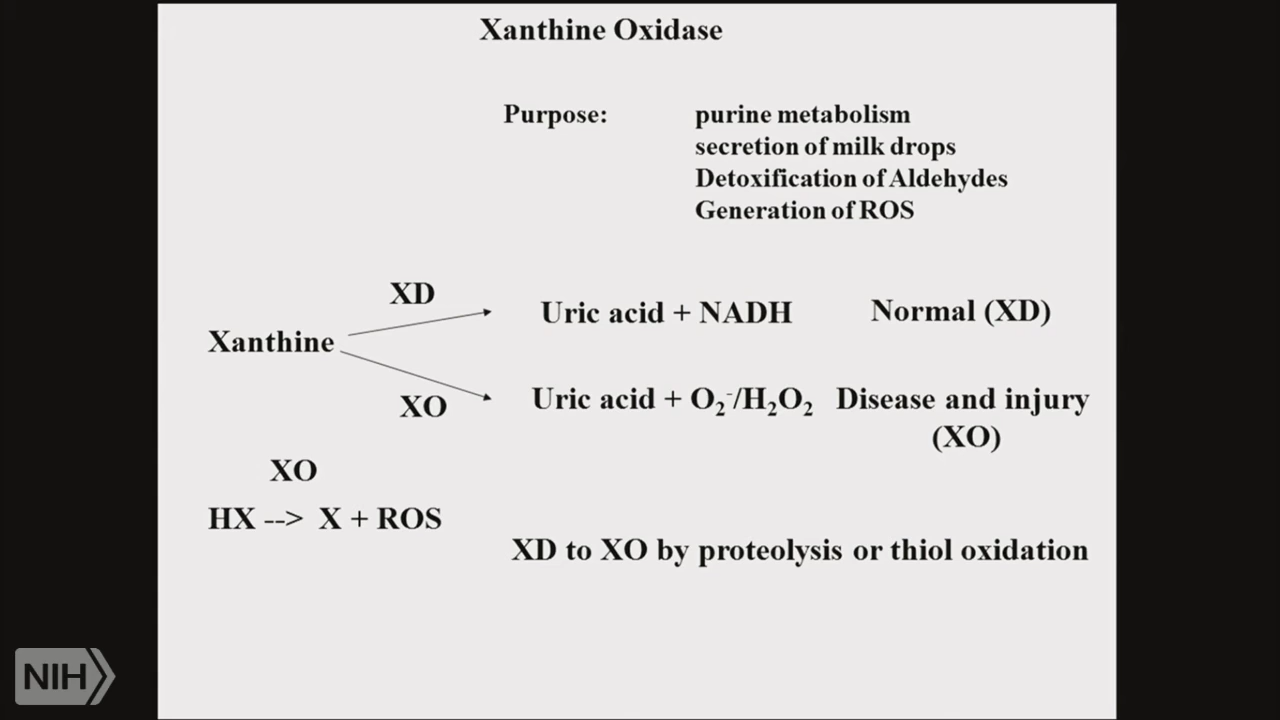 Xanthine Oxidase
Purpose: purine metabolism
secretion of milk drops
Detoxification of Aldehydes
Generation of ROS
XD
Uric acid + NADH Normal (XD)
Xanthine
XO
Uric acid + O₂⁻/H₂O₂ Disease and injury
(XO)
XO
HX --> X + ROS
XD to XO by proteolysis or thiol oxidation
NIH